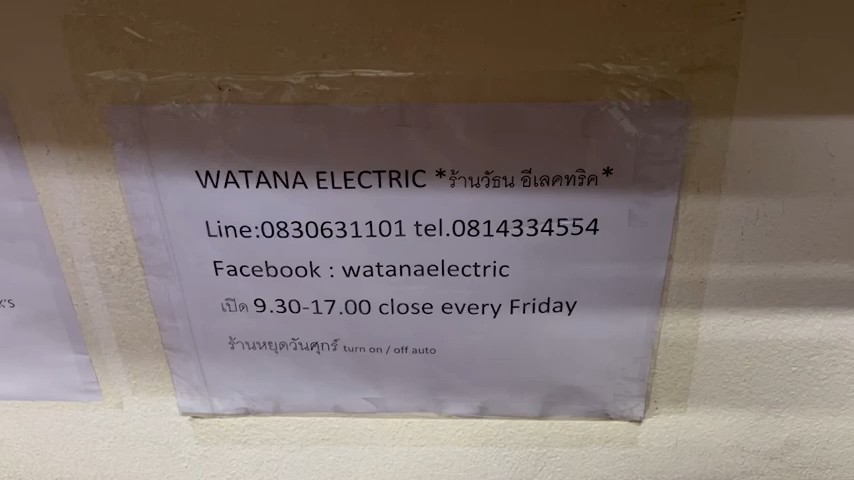 WATANA ELECTRIC *ร้านวัธน อีเลคทริค*
Line:0830631101 tel.0814334554
Facebook : watanaelectric
เปิด 9.30-17.00 close every Friday
ร้านหยุดวันศุกร์ turn on / off auto